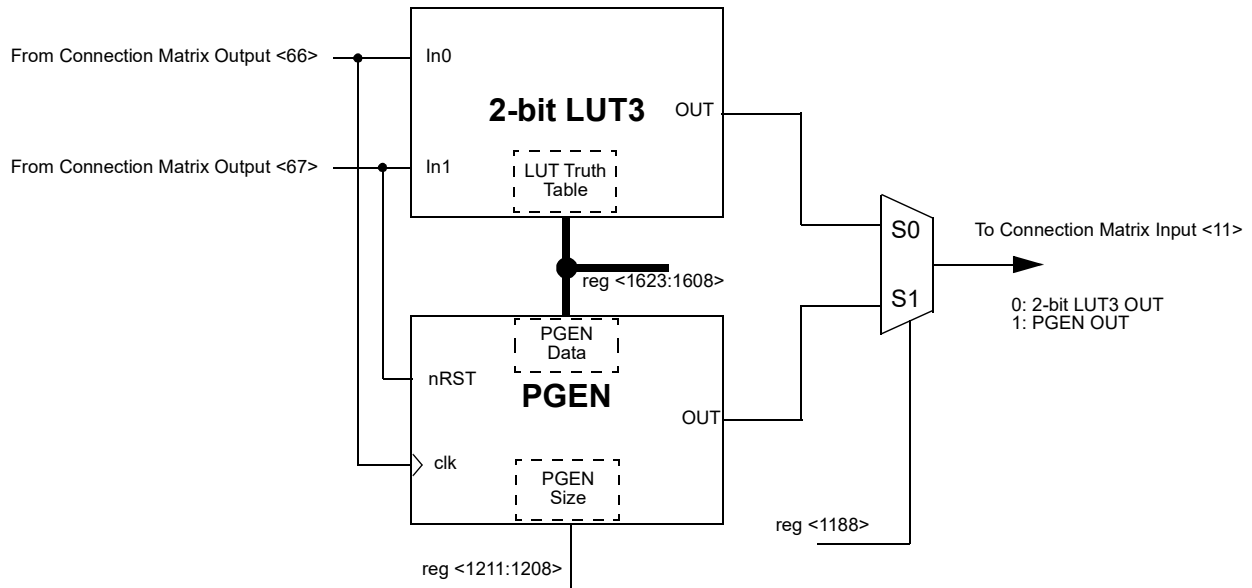 From Connection Matrix Output <66>
In0
2-bit LUT3
OUT
From Connection Matrix Output <67>
In1
LUT Truth
Table
S0
To Connection Matrix Input <11>
reg <1623:1608>
S1
0: 2-bit LUT3 OUT
1: PGEN OUT
PGEN
Data
nRST
PGEN
OUT
clk
PGEN
Size
reg <1188>
reg <1211:1208>